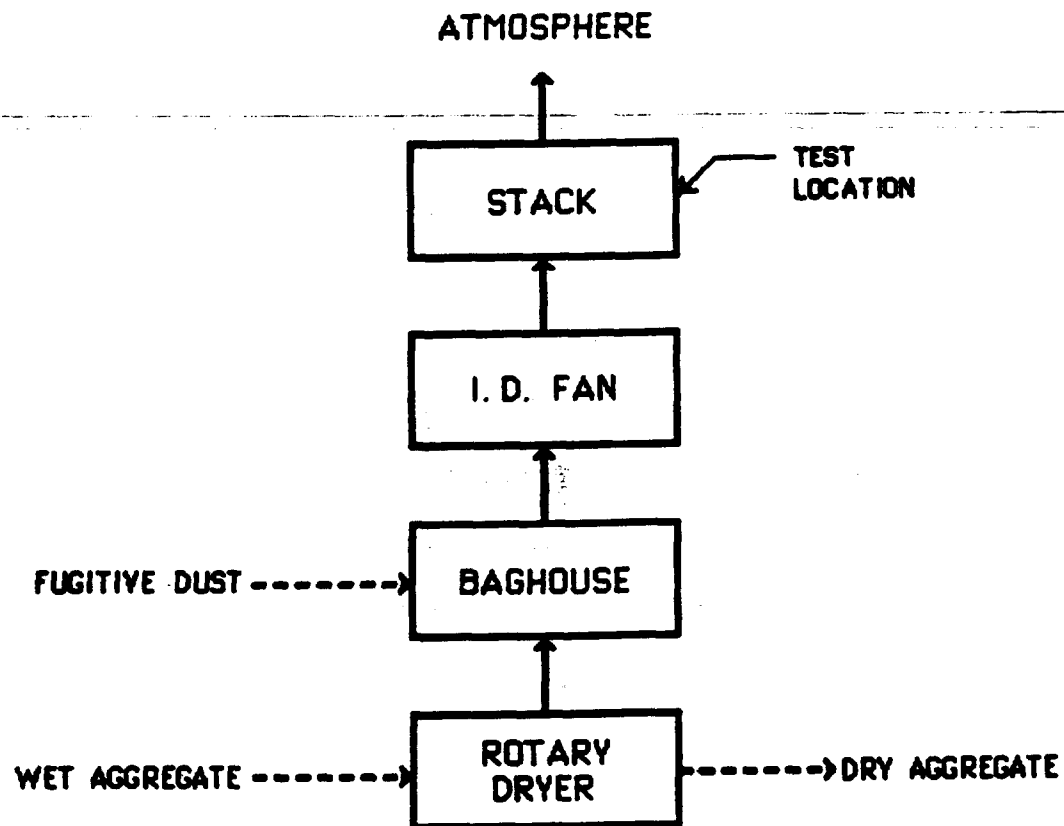 ATMOSPHERE
STACK
TEST
LOCATION
I. D. FAN
FUGITIVE DUST
BAGHOUSE
WET AGGREGATE
ROTARY
DRYER
DRY AGGREGATE